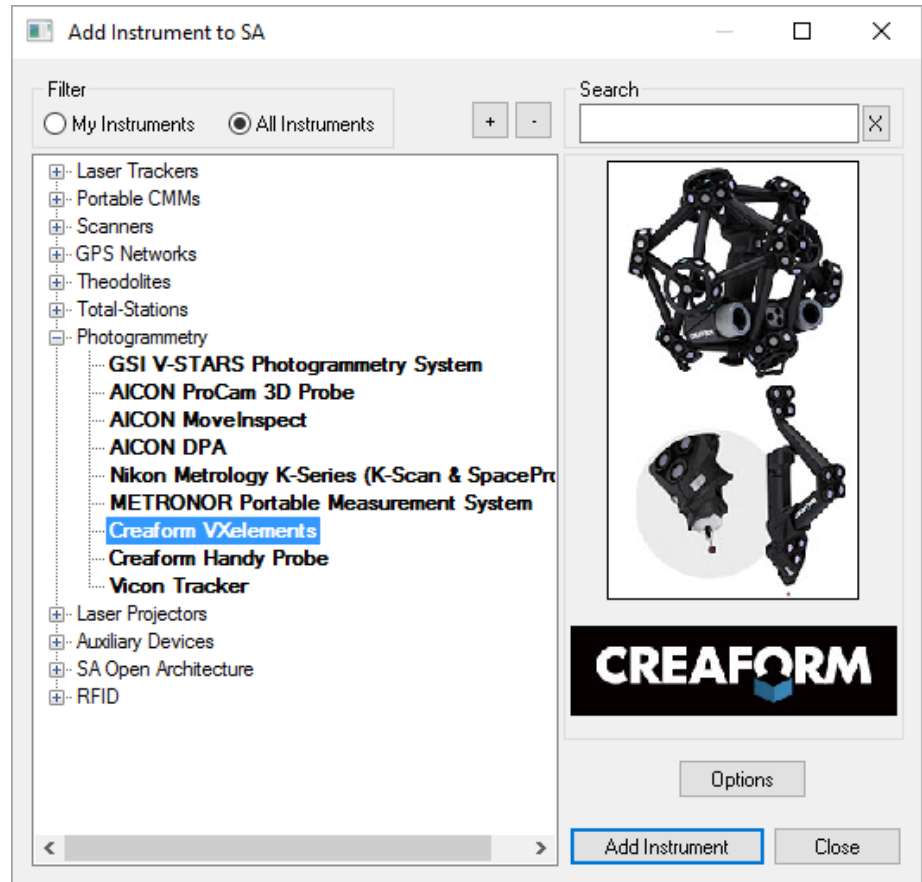 Add Instrument to SA
Filter
My Instruments All Instruments
+ -
Search
X
Laser Trackers
Portable CMMs
Scanners
GPS Networks
Theodolites
Total-Stations
Photogrammetry
GSI V-STARS Photogrammetry System
AICON ProCam 3D Probe
AICON MoveInspect
AICON DPA
Nikon Metrology K-Series (K-Scan & SpacePro
METRONOR Portable Measurement System
Creaform VXelements
Creaform Handy Probe
Vicon Tracker
Laser Projectors
Auxiliary Devices
SA Open Architecture
RFID
CREAFORM
CREAFORM
Options
Add Instrument
Close